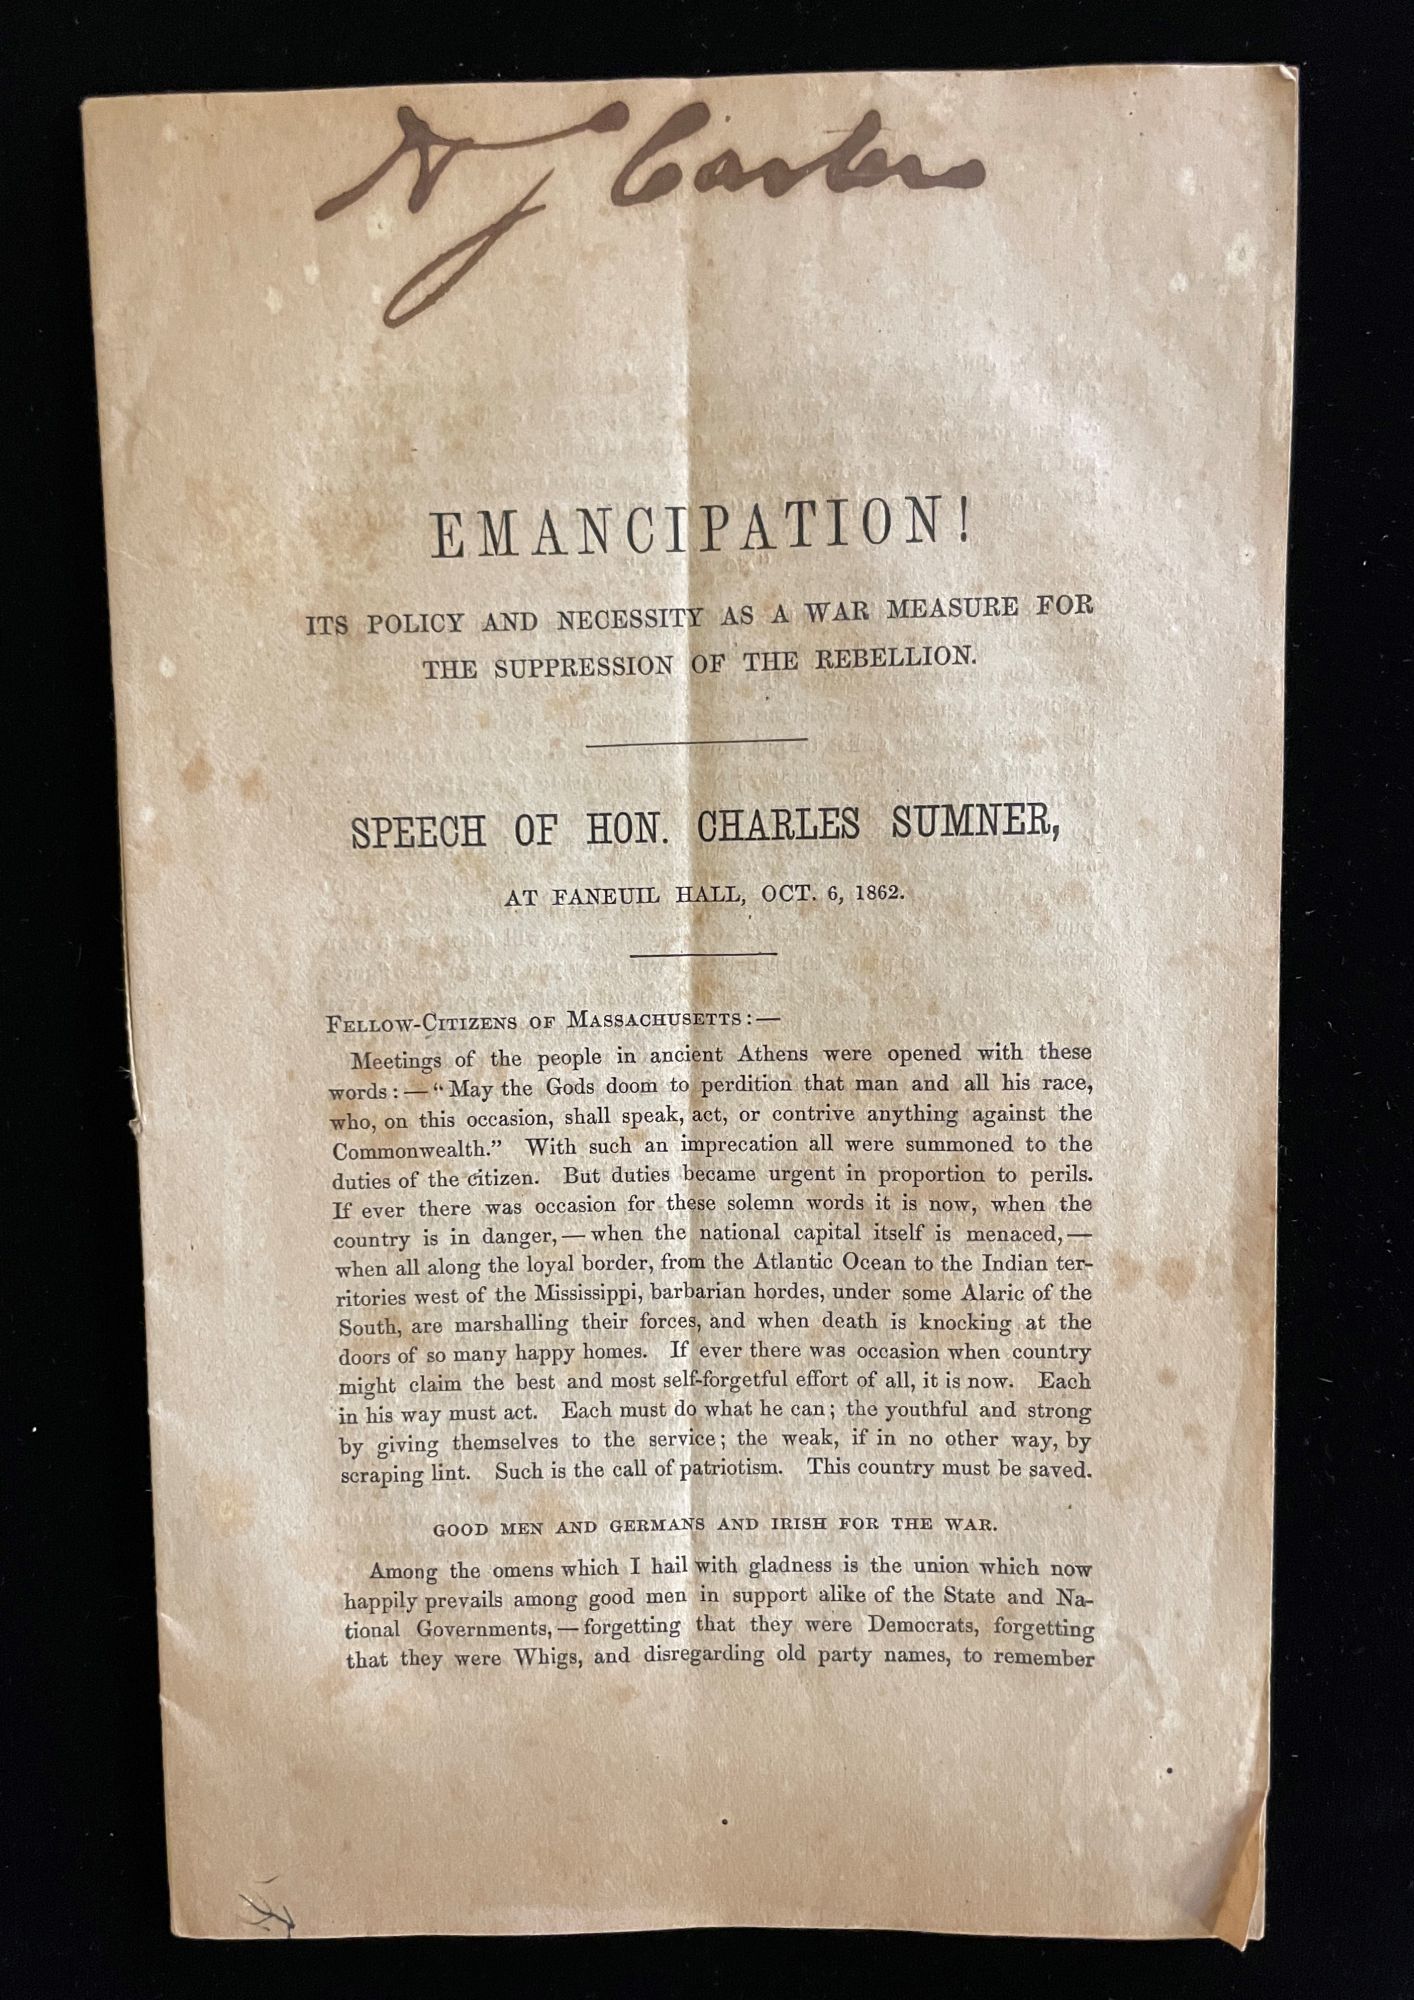 EMANCIPATION!
ITS POLICY AND NECESSITY AS A WAR MEASURE FOR
THE SUPPRESSION OF THE REBELLION.
SPEECH OF HON. CHARLES SUMNER,
AT FANEUIL HALL, OCT. 6, 1862.
FELLOW-CITIZENS OF MASSACHUSETTS:—
Meetings of the people in ancient Athens were opened with these
words:—“May the Gods doom to perdition that man and all his race,
who, on this occasion, shall speak, act, or contrive anything against the
Commonwealth.” With such an imprecation all were summoned to the
duties of the citizen. But duties became urgent in proportion to perils.
If ever there was occasion for these solemn words it is now, when the
country is in danger,—when the national capital itself is menaced,—
when all along the loyal border, from the Atlantic Ocean to the Indian ter-
ritories west of the Mississippi, barbarian hordes, under some Alaric of the
South, are marshalling their forces, and when death is knocking at the
doors of so many happy homes. If ever there was occasion when country
might claim the best and most self-forgetful effort of all, it is now. Each
in his way must act. Each must do what he can; the youthful and strong
by giving themselves to the service; the weak, if in no other way, by
scraping lint. Such is the call of patriotism. This country must be saved.
GOOD MEN AND GERMANS AND IRISH FOR THE WAR.
Among the omens which I hail with gladness is the union which now
happily prevails among good men in support alike of the State and Na-
tional Governments,—forgetting that they were Democrats, forgetting
that they were Whigs, and disregarding old party names, to remember